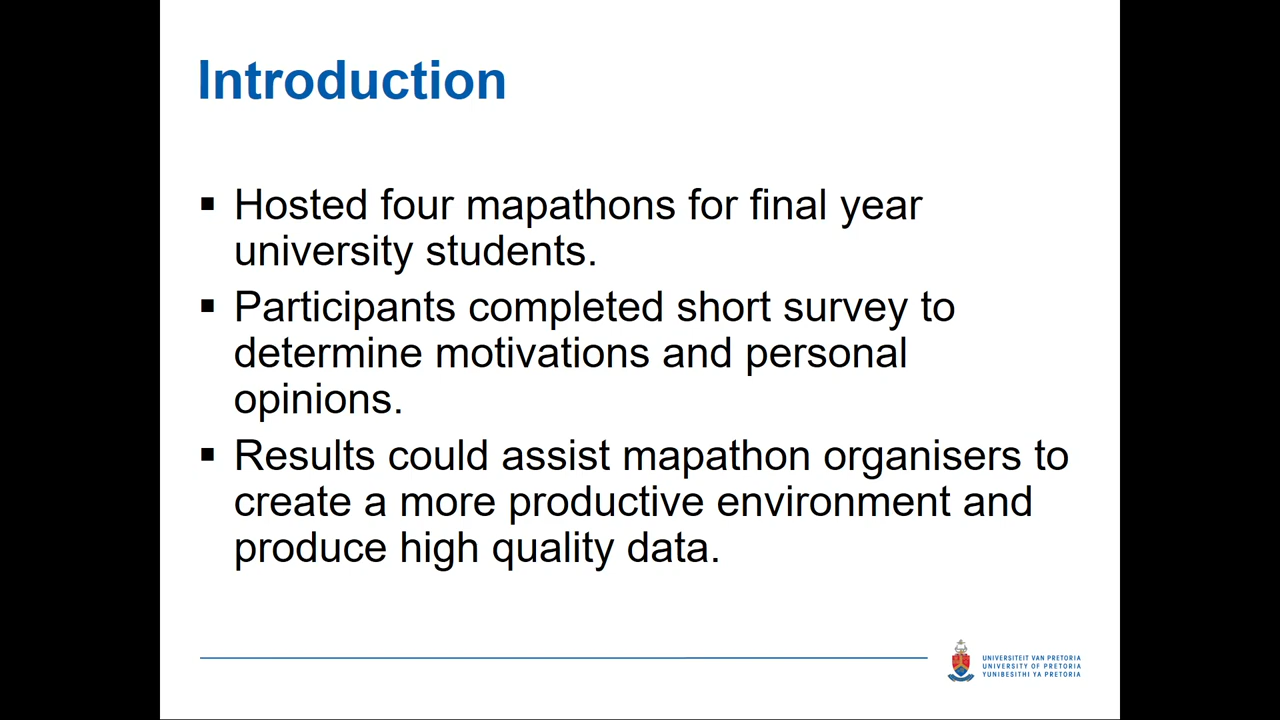 Introduction
▪ Hosted four mapathons for final year
university students.
▪ Participants completed short survey to
determine motivations and personal
opinions.
▪ Results could assist mapathon organisers to
create a more productive environment and
produce high quality data.
UNIVERSITEIT VAN PRETORIA
UNIVERSITY OF PRETORIA
YUNIBESITHI YA PRETORIA